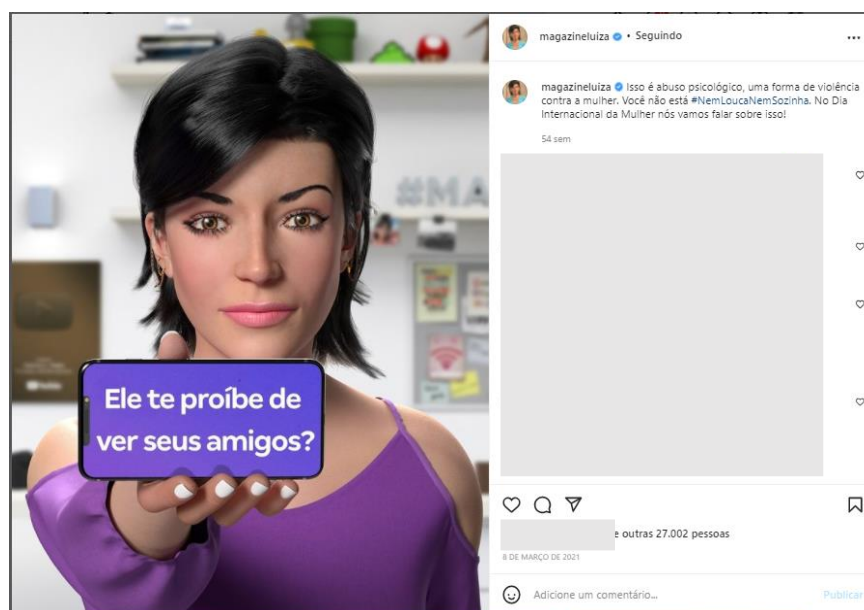 magazineluiza • Seguindo
magazineluiza Isso é abuso psicológico, uma forma de violência
contra a mulher. Você não está #NemLoucaNemSozinha. No Dia
Internacional da Mulher nós vamos falar sobre isso!
54 sem
#MA
Ele te proíbe de
ver seus amigos?
e outras 27.002 pessoas
8 DE MARÇO DE 2021
Adicione um comentário...
Publicar